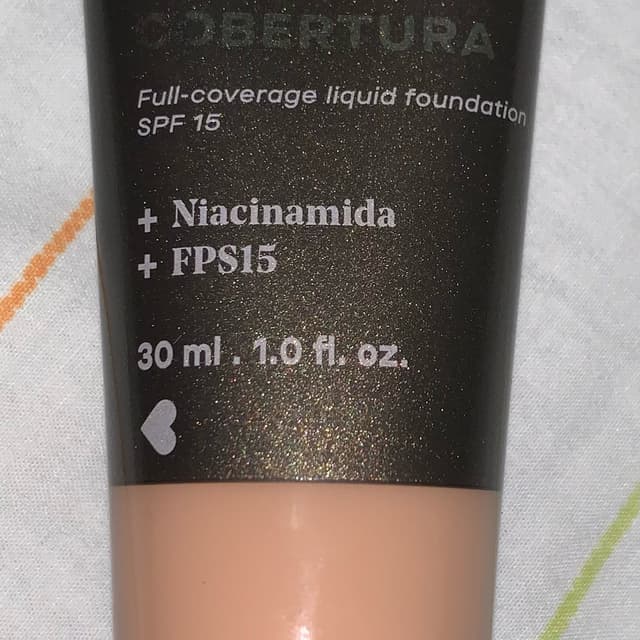 COBERTURA
Full-coverage liquid foundation
SPF 15
+ Niacinamida
+ FPS15
30 ml . 1.0 fl. oz.